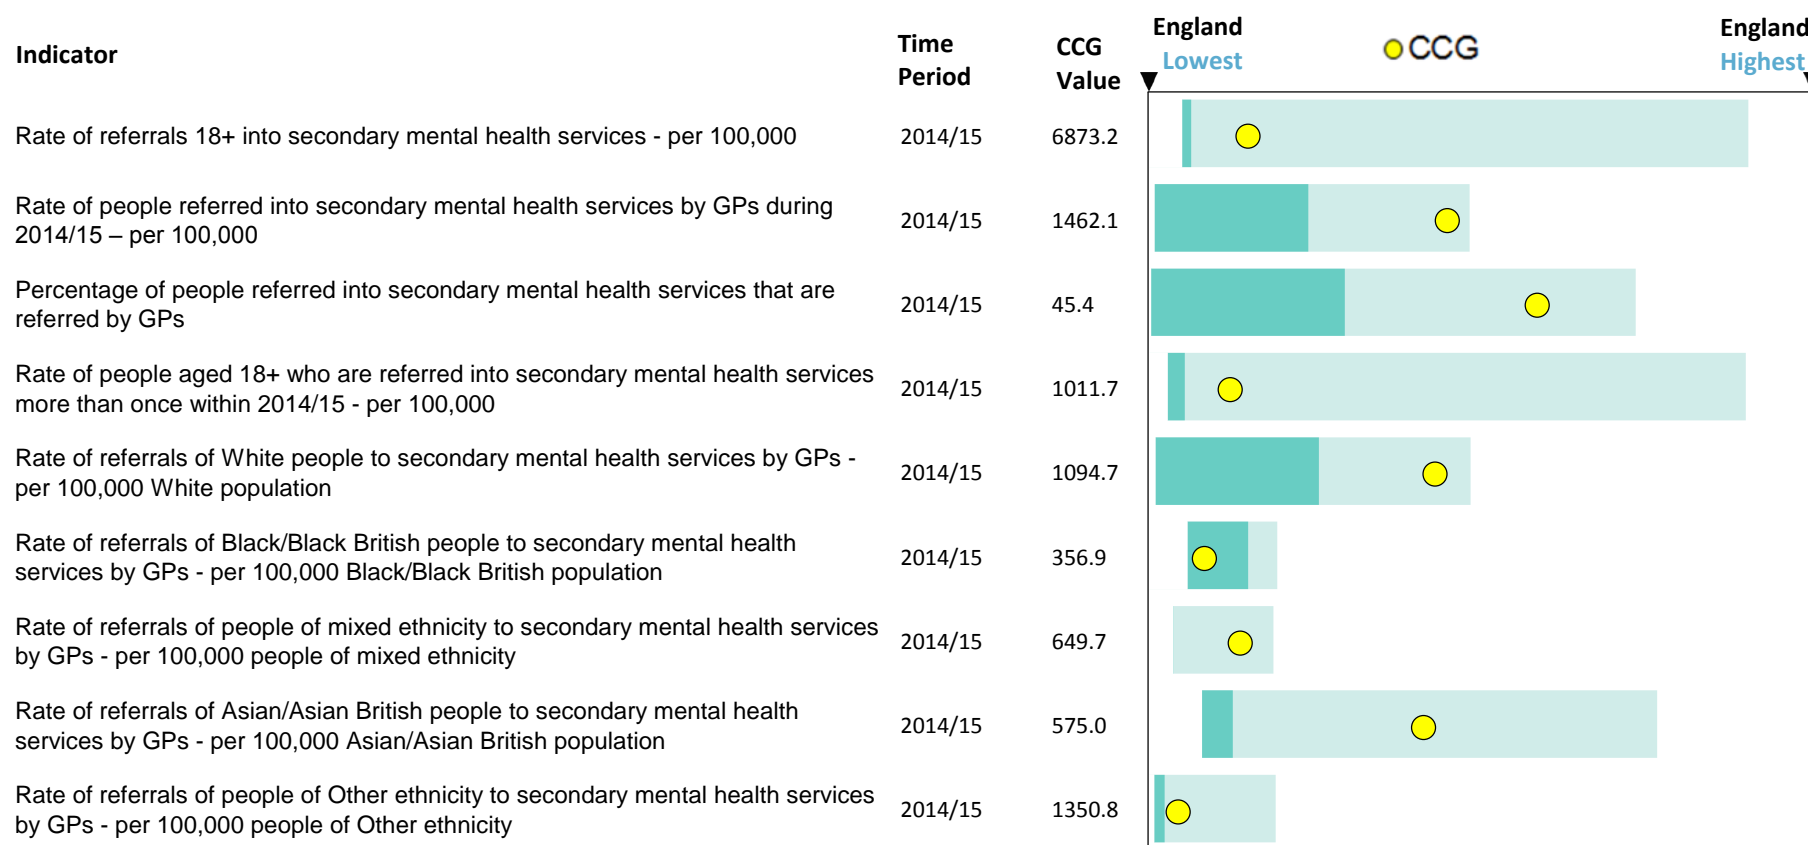 Indicator
Time
Period
CCG
Value
England
Lowest
CCG
England
Highest
Rate of referrals 18+ into secondary mental health services - per 100,000 2014/15 6873.2
Rate of people referred into secondary mental health services by GPs during
2014/15 – per 100,000
2014/15 1462.1
Percentage of people referred into secondary mental health services that are
referred by GPs
2014/15 45.4
Rate of people aged 18+ who are referred into secondary mental health services
more than once within 2014/15 - per 100,000
2014/15 1011.7
Rate of referrals of White people to secondary mental health services by GPs -
per 100,000 White population
2014/15 1094.7
Rate of referrals of Black/Black British people to secondary mental health
services by GPs - per 100,000 Black/Black British population
2014/15 356.9
Rate of referrals of people of mixed ethnicity to secondary mental health services
by GPs - per 100,000 people of mixed ethnicity
2014/15 649.7
Rate of referrals of Asian/Asian British people to secondary mental health
services by GPs - per 100,000 Asian/Asian British population
2014/15 575.0
Rate of referrals of people of Other ethnicity to secondary mental health services
by GPs - per 100,000 people of Other ethnicity
2014/15 1350.8